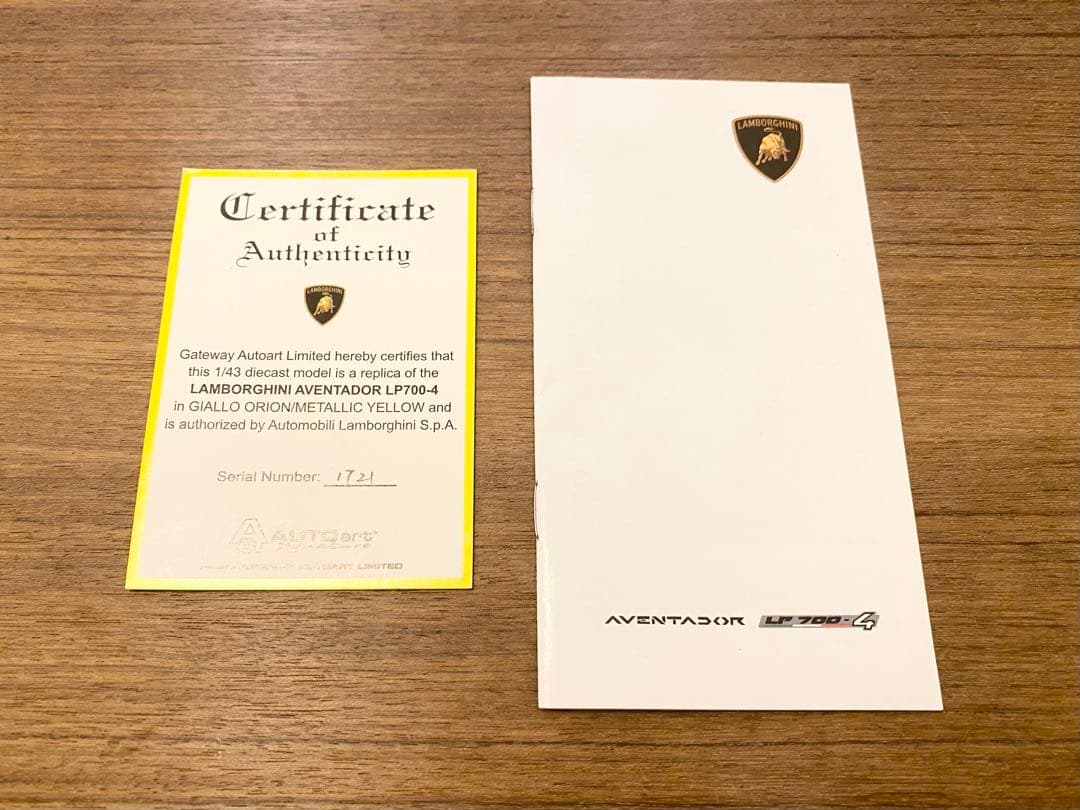 Certificate
of
Authenticity
LAMBORGHINI
Gateway Autoart Limited hereby certifies that
this 1/43 diecast model is a replica of the
LAMBORGHINI AVENTADOR LP700-4
in GIALLO ORION/METALLIC YELLOW and
is authorized by Automobili Lamborghini S.p.A.
Serial Number: 1721
AUTOart
Signature
LIMITED
LAMBORGHINI
AVENTADOR LP 700-4